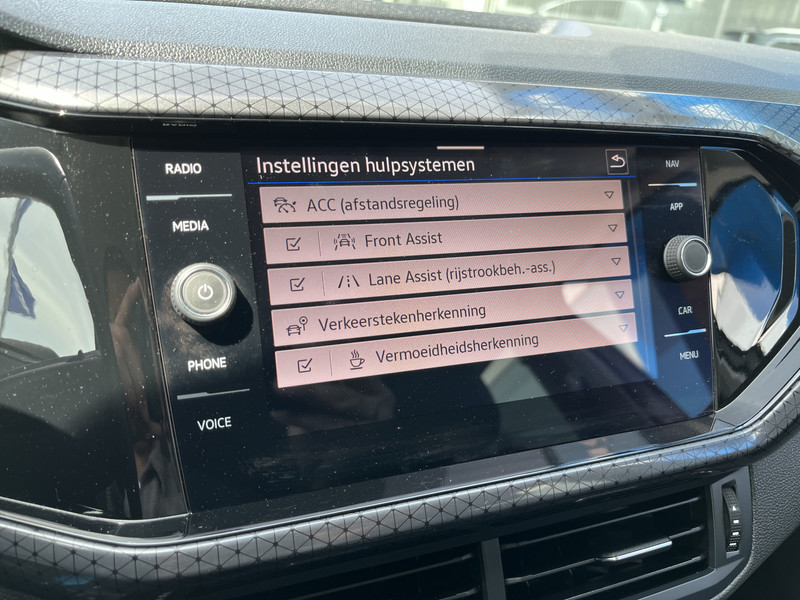 Instellingen hulpsystemen
RADIO
MEDIA
PHONE
VOICE
ACC (afstandsregeling)
Front Assist
Lane Assist (rijstrookbeh.-ass.)
Verkeerstekenherkenning
Vermoeidheidsherkenning
NAV
APP
CAR
MENU